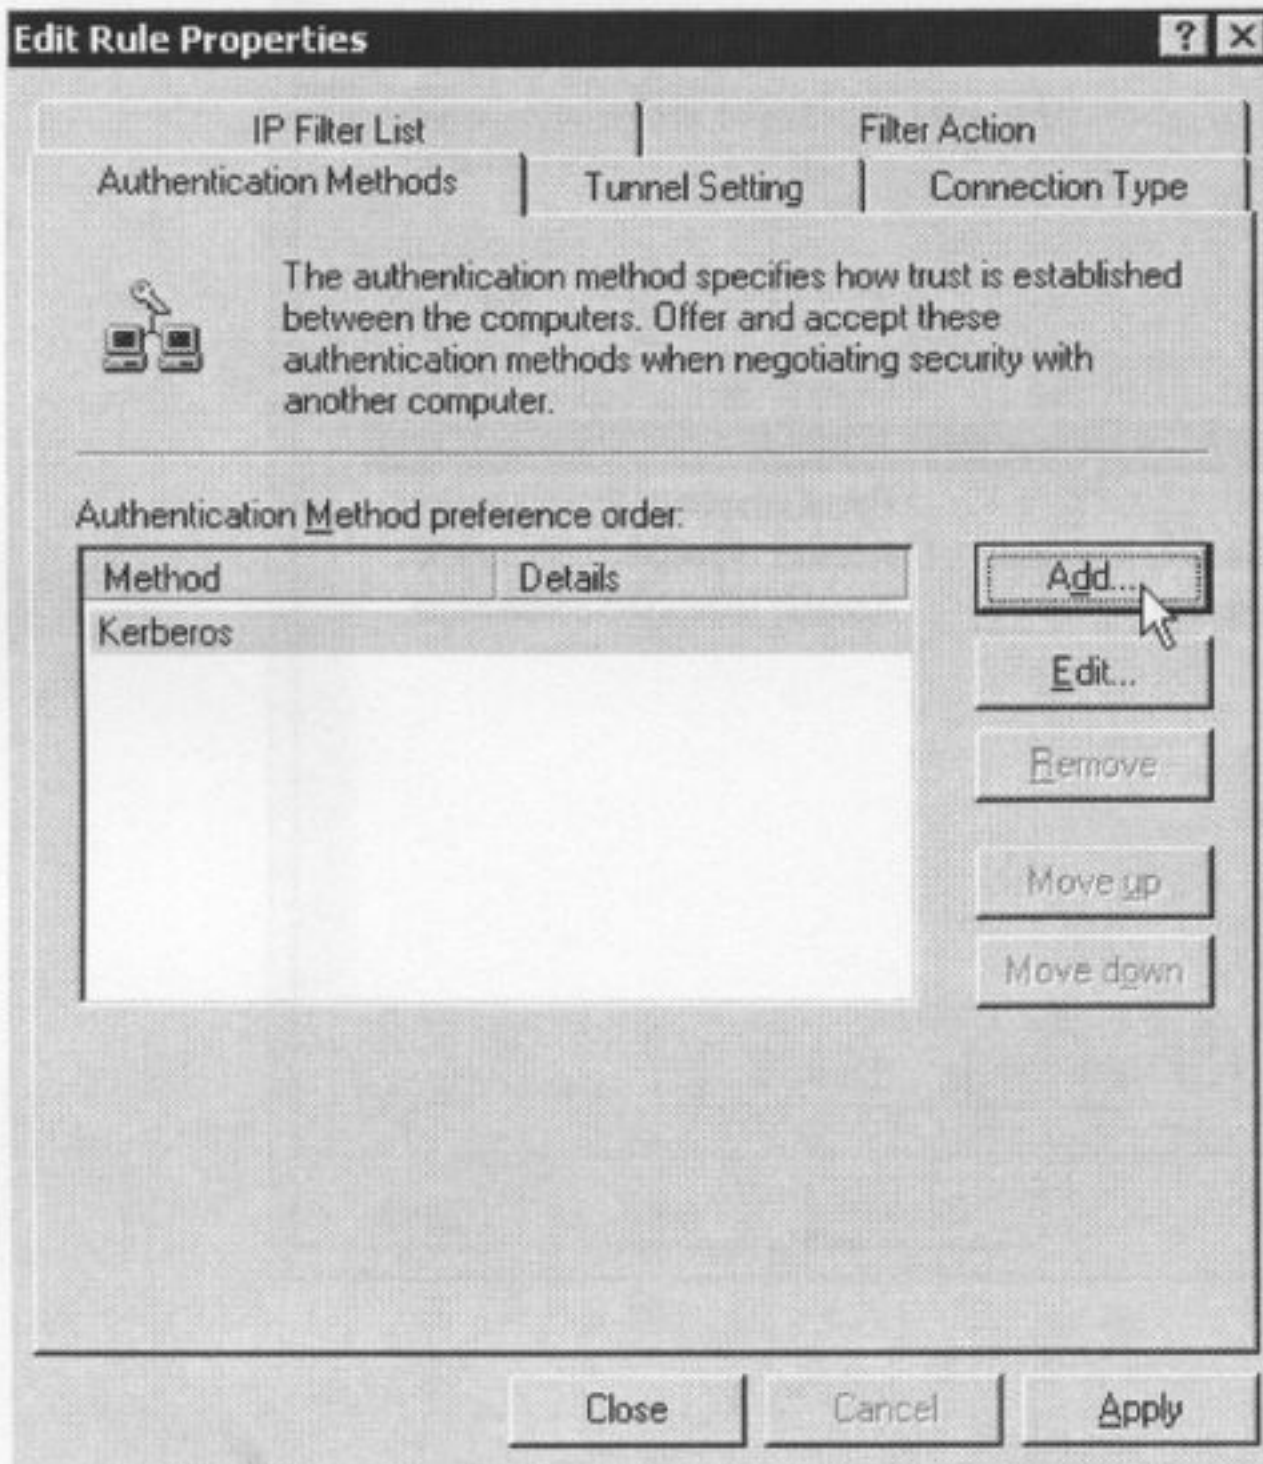 Edit Rule Properties
?
IP Filter List
Filter Action
Authentication Methods
Tunnel Setting
Connection Type
The authentication method specifies how trust is established
between the computers. Offer and accept these
authentication methods when negotiating security with
another computer.
Authentication Method preference order:
Method
Details
Kerberos
Add...
Edit...
Remove
Move up
Move down
Close
Cancel
Apply